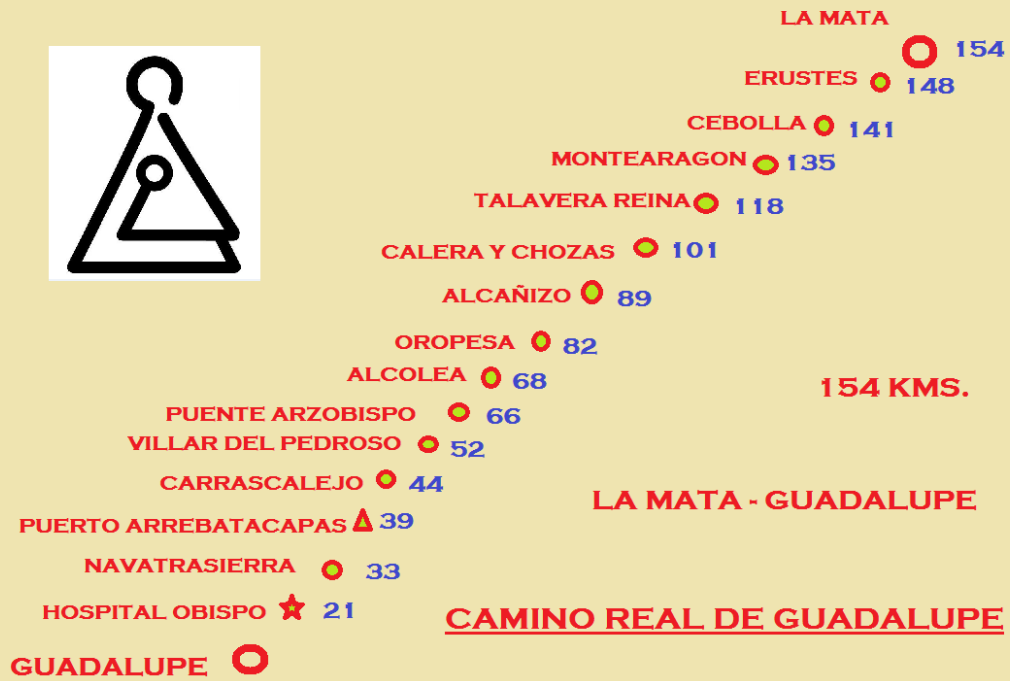 LA MATA
154
ERUSTES 148
CEBOLLA 141
MONTEARAGON 135
TALAVERA REINA 118
CALERA Y CHOZAS 101
ALCAÑIZO 89
OROPESA 82
ALCOLEA 68
154 KMS.
PUENTE ARZOBISPO 66
VILLAR DEL PEDROSO 52
CARRASCALEJO 44
LA MATA - GUADALUPE
PUERTO ARREBATACAPAS 39
NAVATRASIERRA 33
HOSPITAL OBISPO 21
CAMINO REAL DE GUADALUPE
GUADALUPE